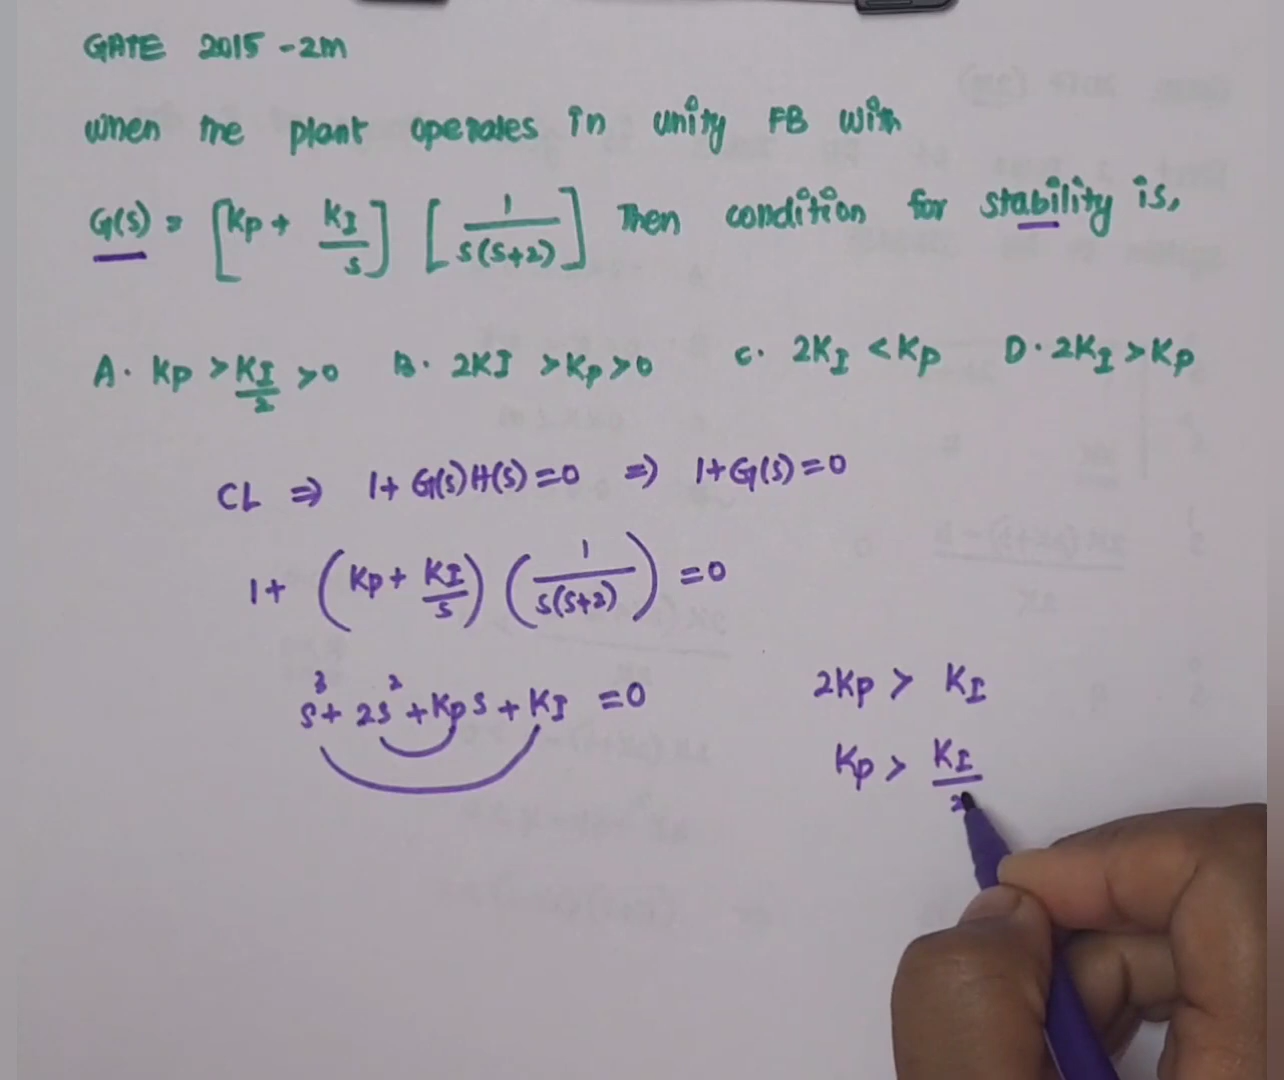 GATE 2015 - 2M
when the plant operates in unity FB with
G(s) = [Kp + KI/s] [1/s(s+2)] Then condition for stability is,
A. Kp > KI/2 > 0 B. 2KI > Kp > 0 C. 2KI < Kp D. 2KI > Kp
CL ⇒ 1+ G(s)H(s) = 0 ⇒ 1+G(s) = 0
1+ (Kp + KI/s) (1/s(s+2)) = 0
s³ + 2s² + Kp s + KI = 0
2Kp > KI
Kp > KI/2